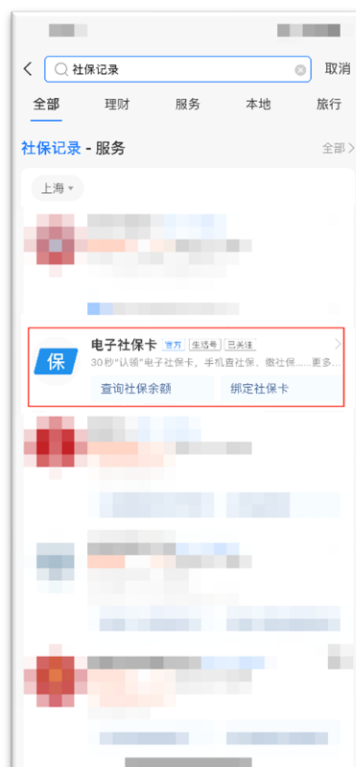 社保记录
取消
全部 理财 服务 本地 旅行
社保记录 - 服务 全部
上海
电子社保卡 官方 生活号 已关注
保
30秒“认领”电子社保卡，手机查社保、缴社保……更多...
查询社保余额 绑定社保卡